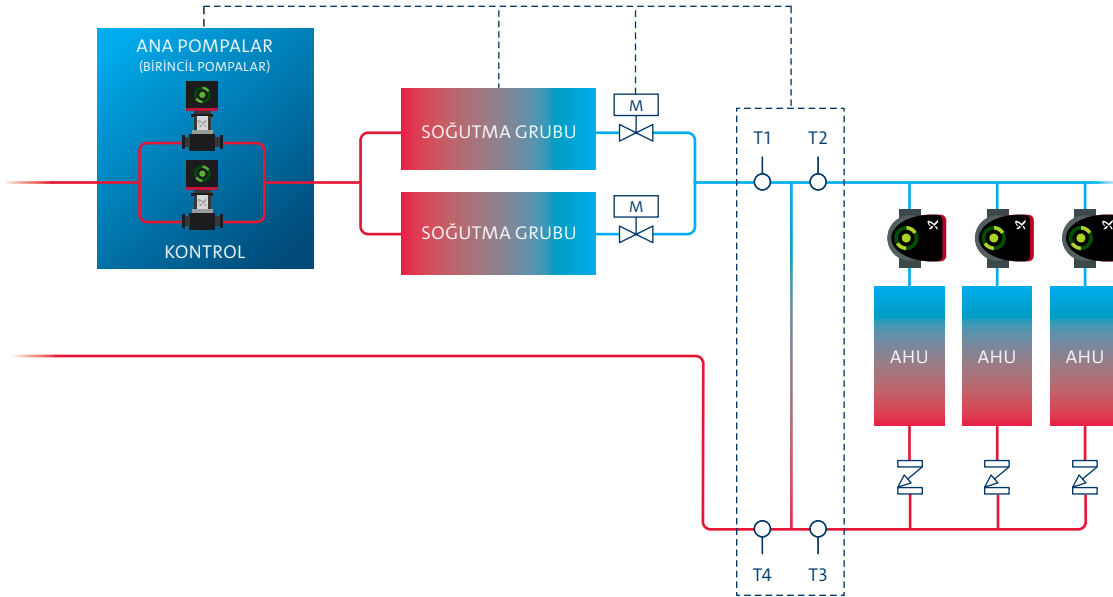 ANA POMPALAR
(BİRİNCİL POMPALAR)
KONTROL
SOĞUTMA GRUBU
M
SOĞUTMA GRUBU
M
T1
T2
AHU
AHU
AHU
T4
T3